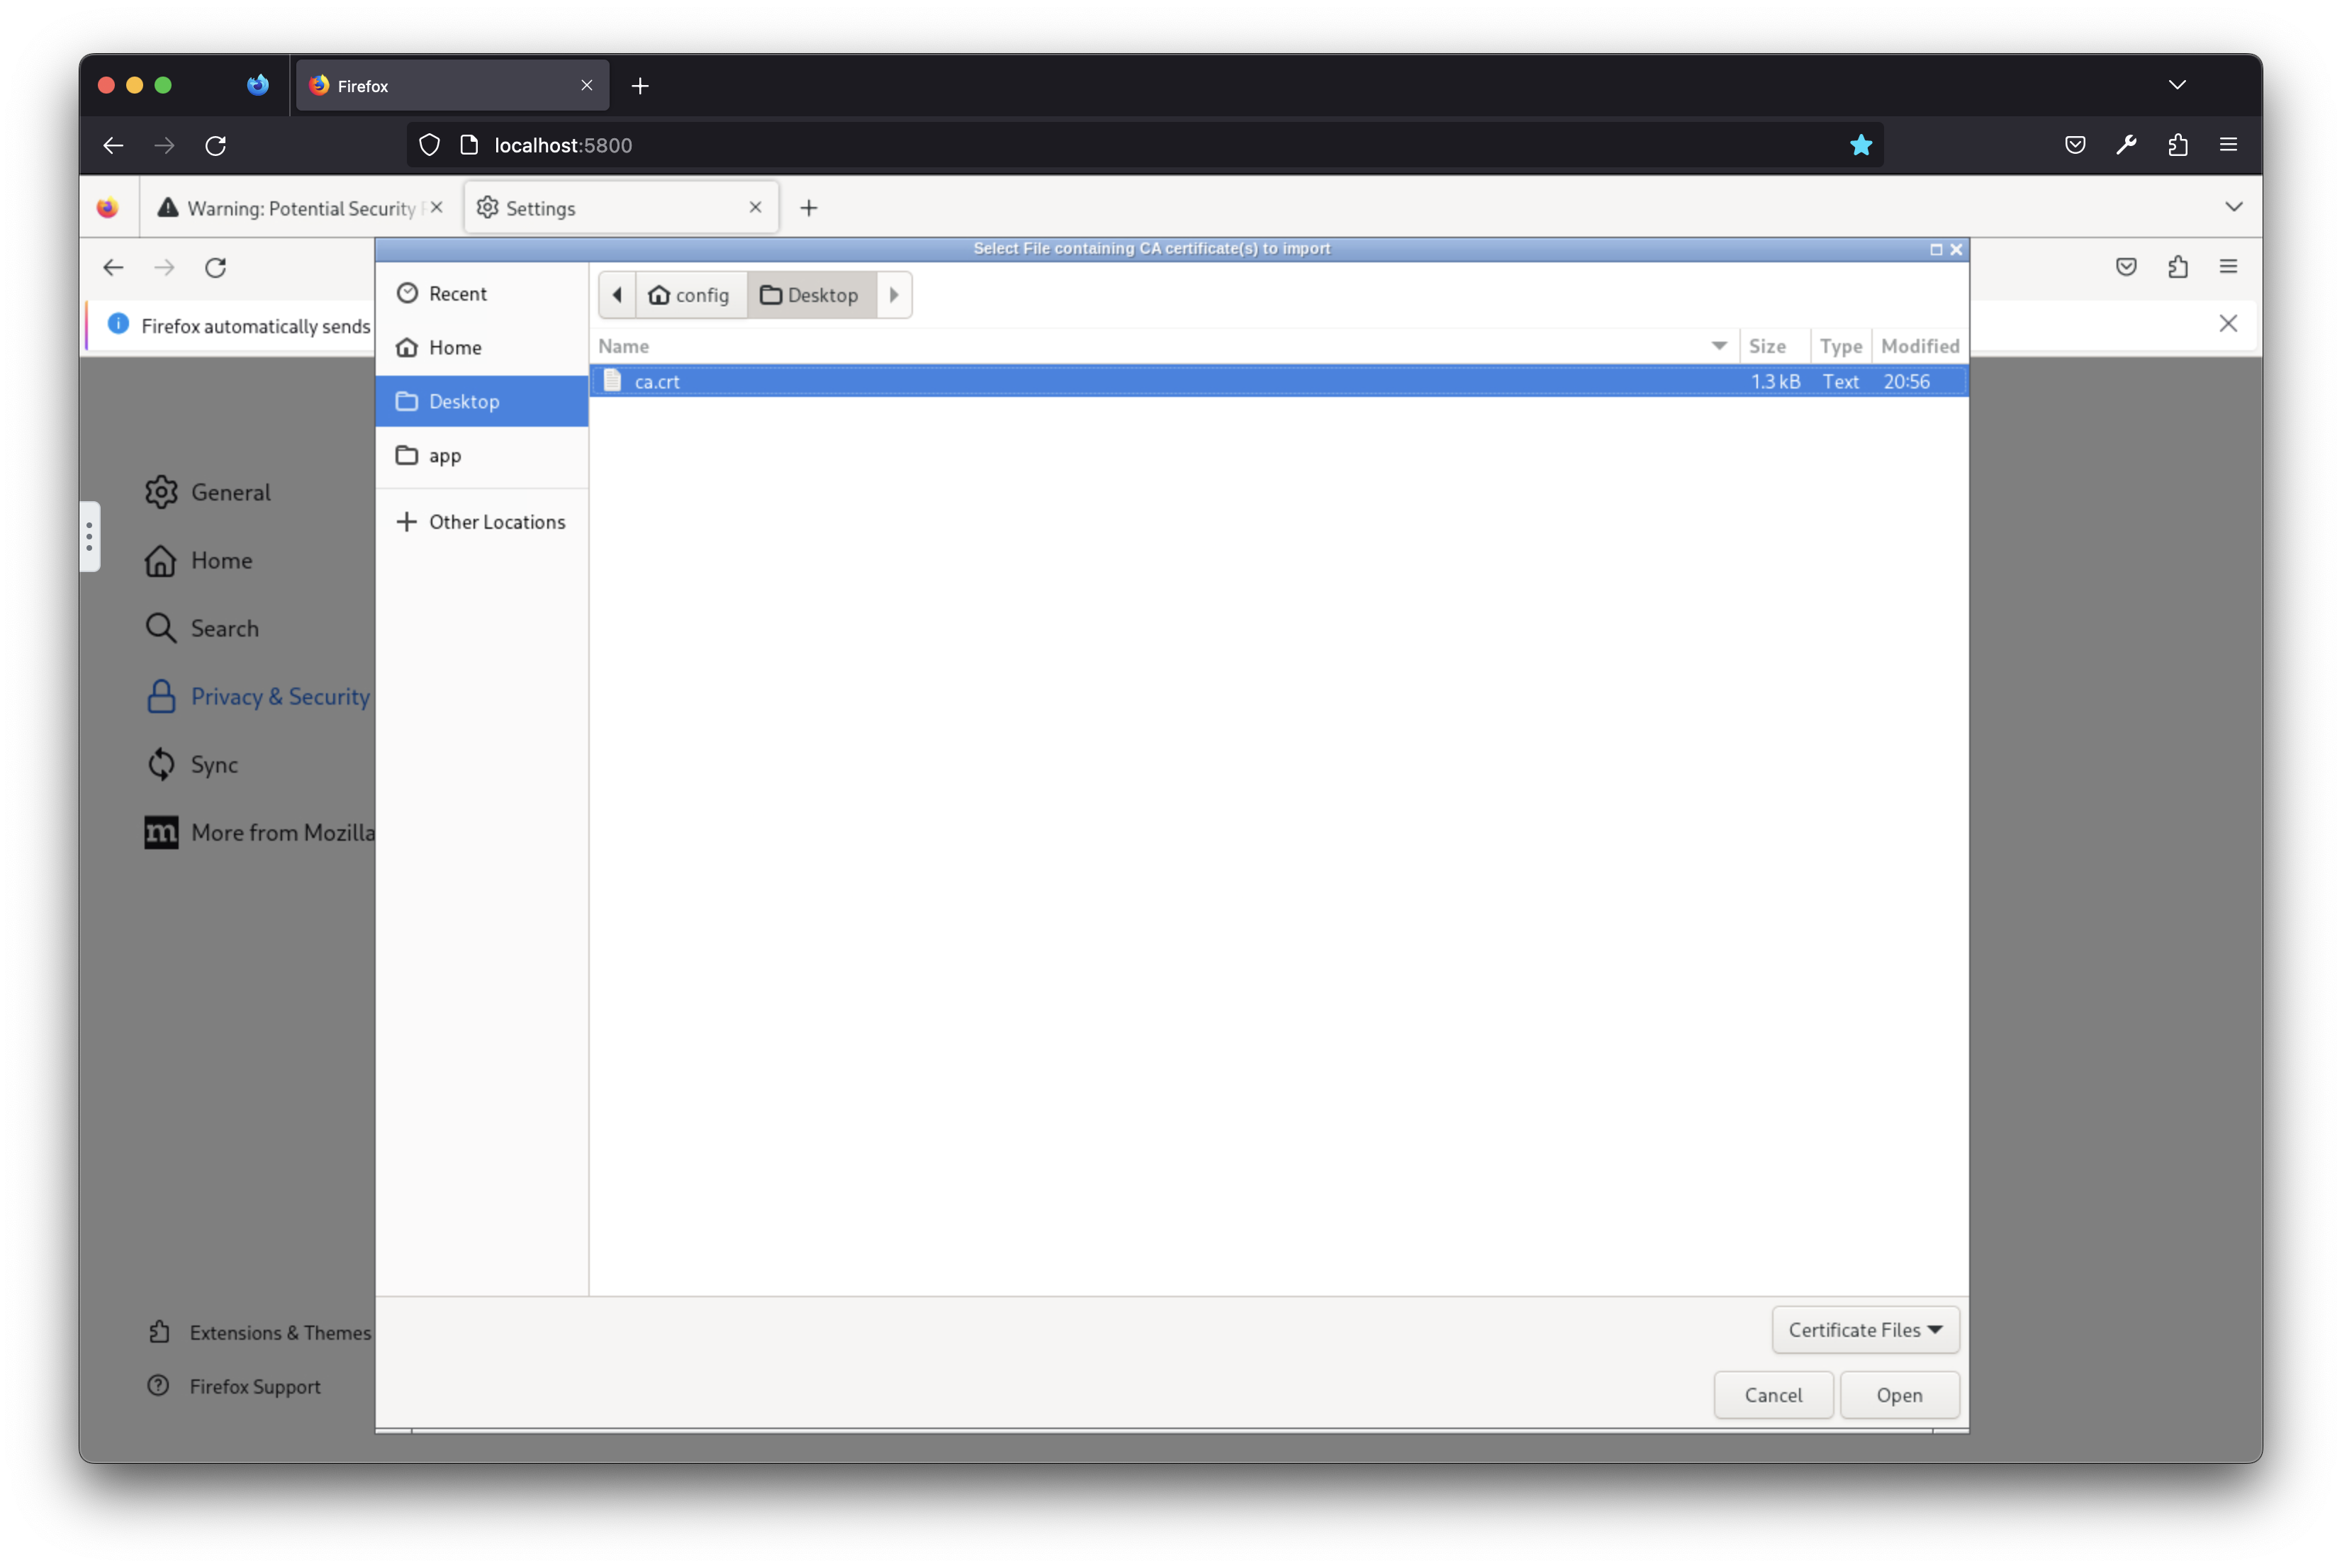 Firefox
localhost:5800
Warning: Potential Security
Settings
Select File containing CA certificate(s) to import
Firefox automatically sends
Recent
Home
Desktop
app
Other Locations
config
Desktop
Name
Size
Type
Modified
ca.crt
1.3 kB
Text
20:56
General
Home
Search
Privacy & Security
Sync
m More from Mozilla
Extensions & Themes
Firefox Support
Certificate Files
Cancel
Open